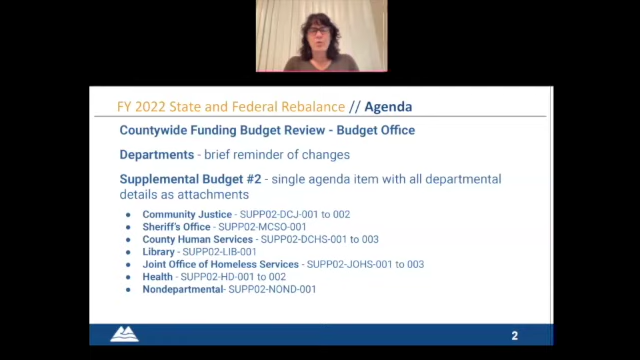 FY 2022 State and Federal Rebalance // Agenda
Countywide Funding Budget Review - Budget Office
Departments - brief reminder of changes
Supplemental Budget #2 - single agenda item with all departmental
details as attachments
• Community Justice - SUPP02-DCJ-001 to 002
• Sheriff's Office - SUPP02-MCSO-001
• County Human Services - SUPP02-DCHS-001 to 003
• Library - SUPP02-LIB-001
• Joint Office of Homeless Services - SUPP02-JOHS-001 to 003
• Health - SUPP02-HD-001 to 002
• Nondepartmental- SUPP02-NOND-001
2